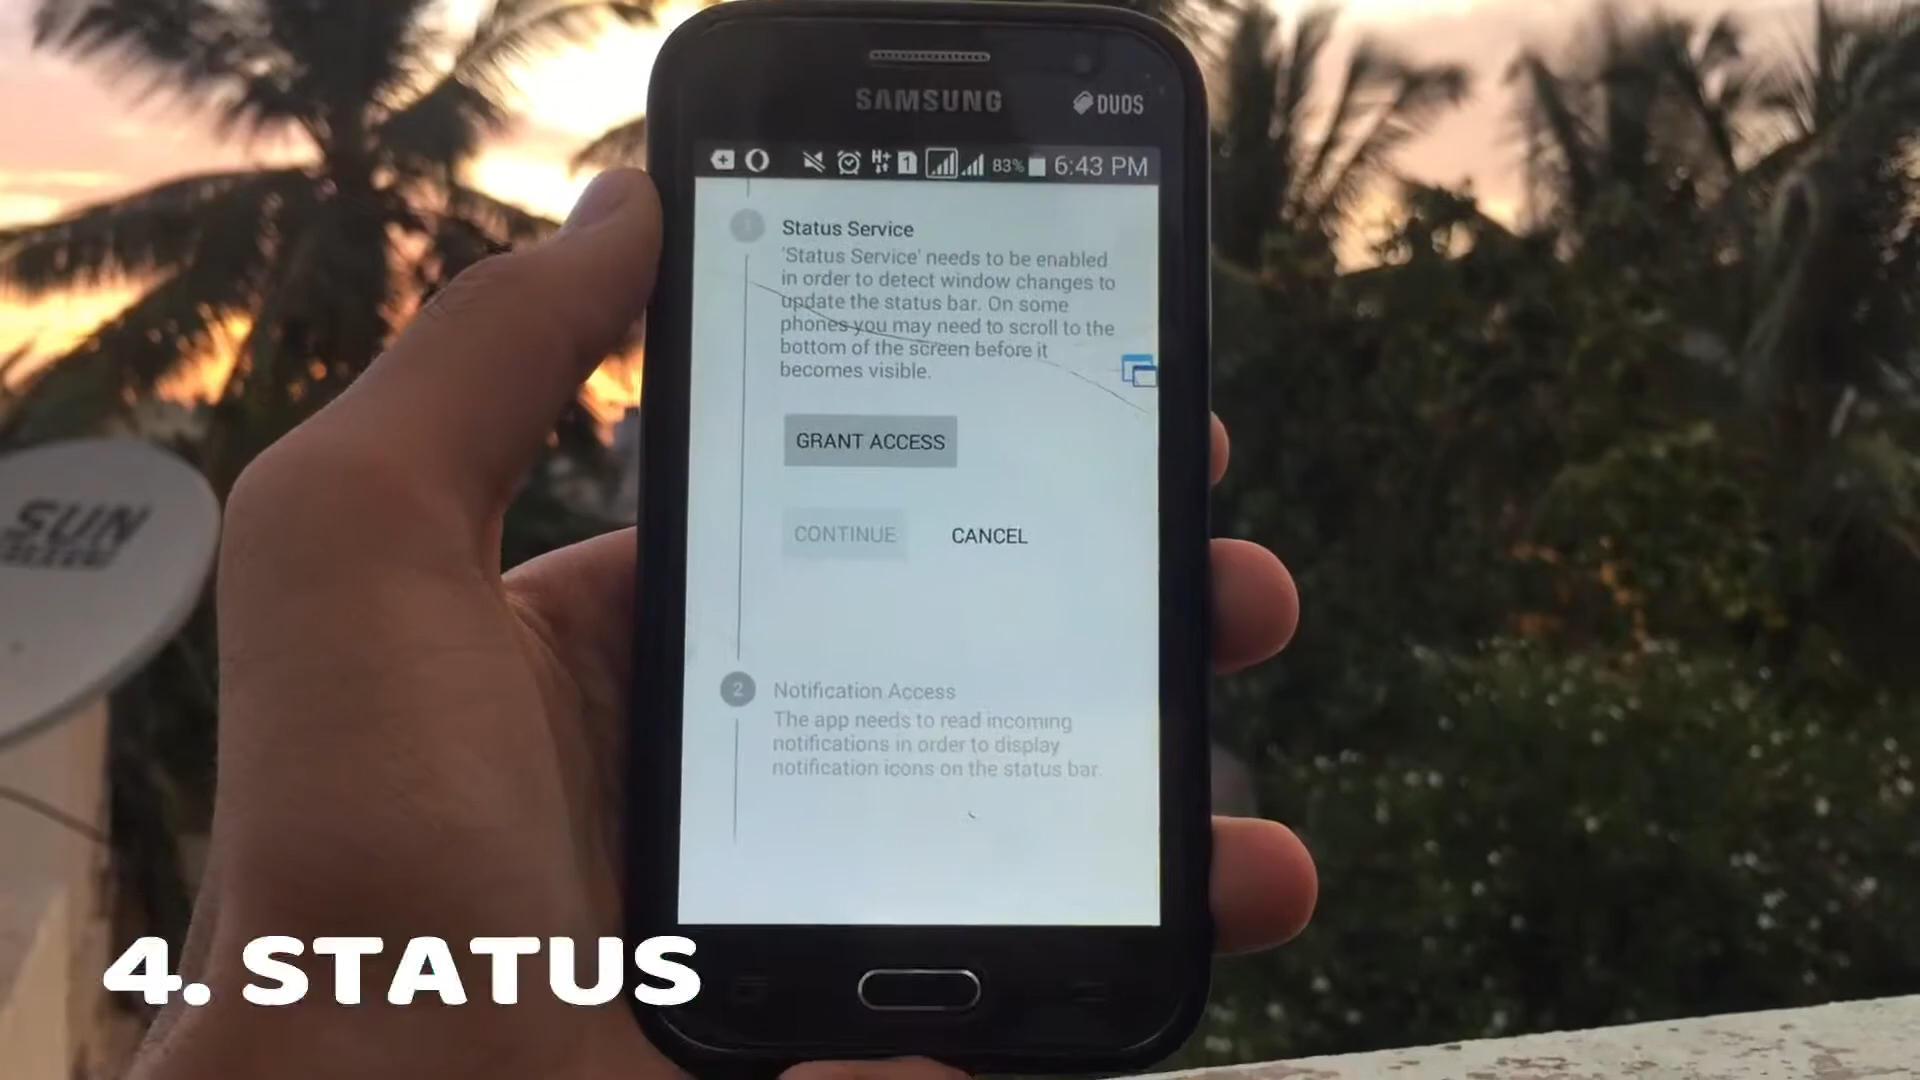 SAMSUNG
DUOS
H+ 1 83% 6:43 PM
1 Status Service
'Status Service' needs to be enabled
in order to detect window changes to
update the status bar. On some
phones you may need to scroll to the
bottom of the screen before it
becomes visible.
GRANT ACCESS
CONTINUE CANCEL
2 Notification Access
The app needs to read incoming
notifications in order to display
notification icons on the status bar.
SUN
4. STATUS